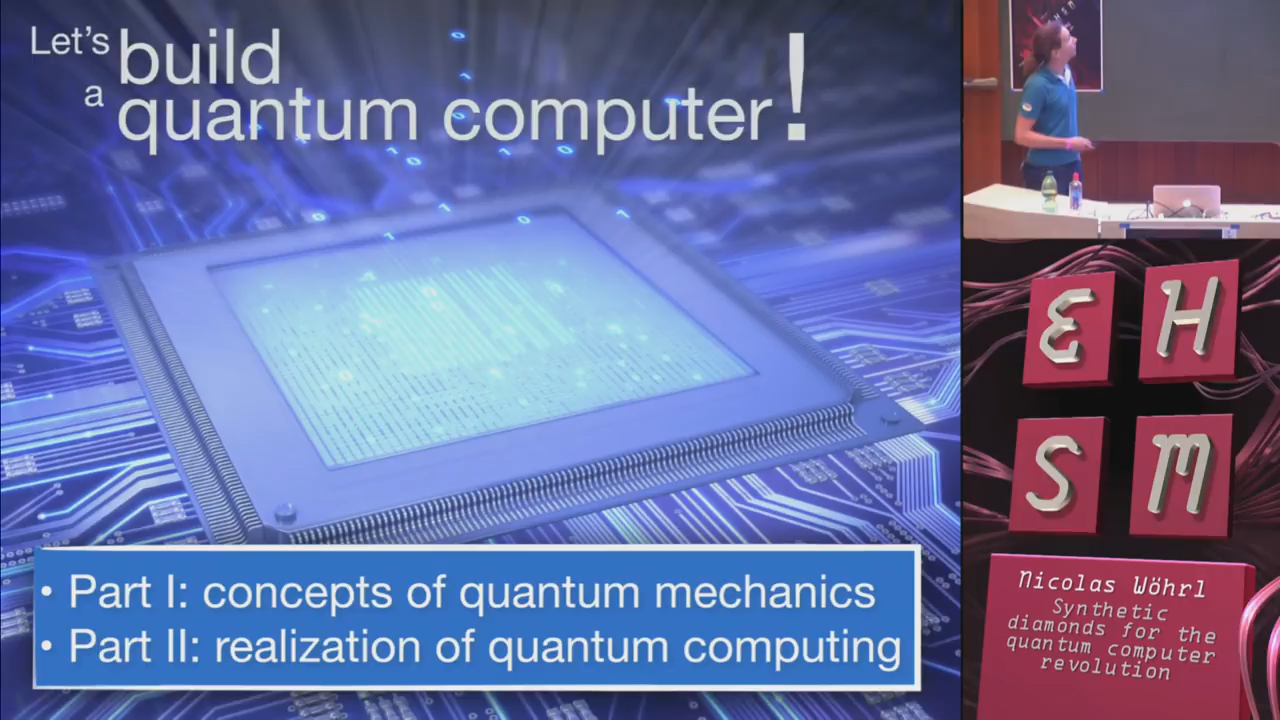 Let's build
a quantum computer!
• Part I: concepts of quantum mechanics
• Part II: realization of quantum computing
E H
S M
Nicolas Wöhrl
Synthetic
diamonds for the
quantum computer
revolution